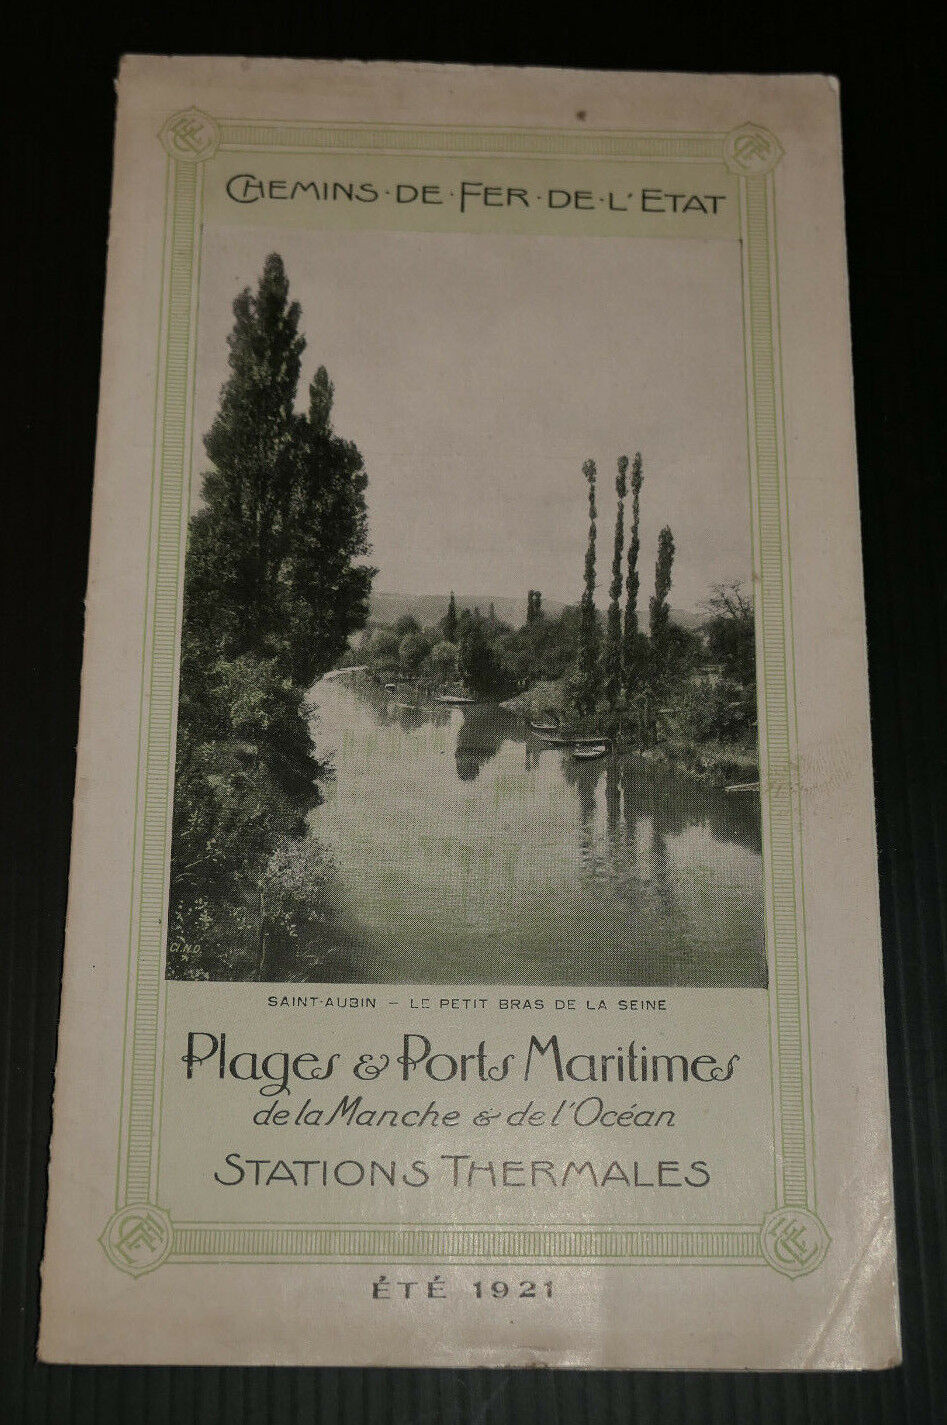 CHEMINS·DE·FER·DE·L'ETAT
Cl. N.D.
SAINT-AUBIN – LE PETIT BRAS DE LA SEINE
Plages & Ports Maritimes
de la Manche & de l'Océan
STATIONS THERMALES
ÉTÉ 1921